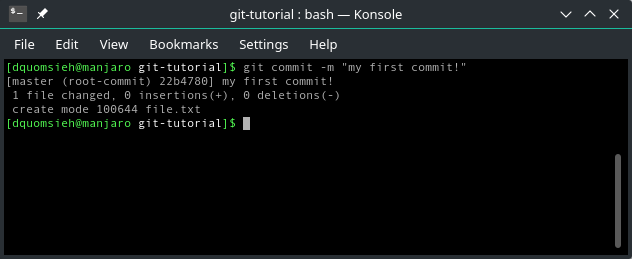 git-tutorial : bash — Konsole
File Edit View Bookmarks Settings Help
[dquomsieh@manjaro git-tutorial]$ git commit -m "my first commit!"
[master (root-commit) 22b4780] my first commit!
 1 file changed, 0 insertions(+), 0 deletions(-)
 create mode 100644 file.txt
[dquomsieh@manjaro git-tutorial]$